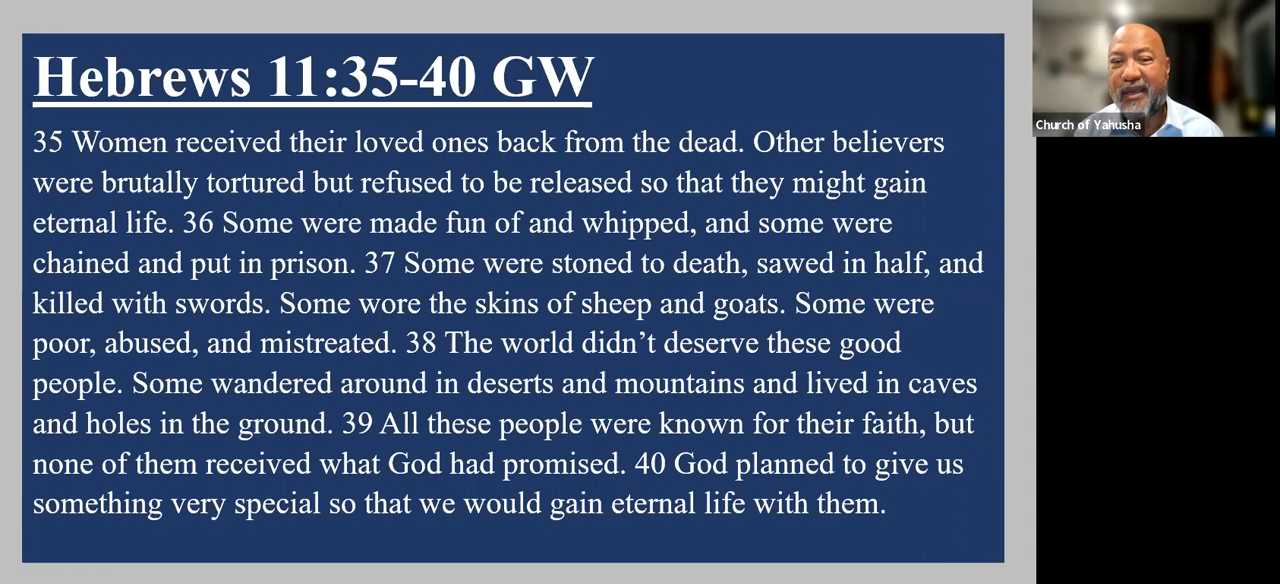 Hebrews 11:35-40 GW
35 Women received their loved ones back from the dead. Other believers
were brutally tortured but refused to be released so that they might gain
eternal life. 36 Some were made fun of and whipped, and some were
chained and put in prison. 37 Some were stoned to death, sawed in half, and
killed with swords. Some wore the skins of sheep and goats. Some were
poor, abused, and mistreated. 38 The world didn’t deserve these good
people. Some wandered around in deserts and mountains and lived in caves
and holes in the ground. 39 All these people were known for their faith, but
none of them received what God had promised. 40 God planned to give us
something very special so that we would gain eternal life with them.
Church of Yahusha